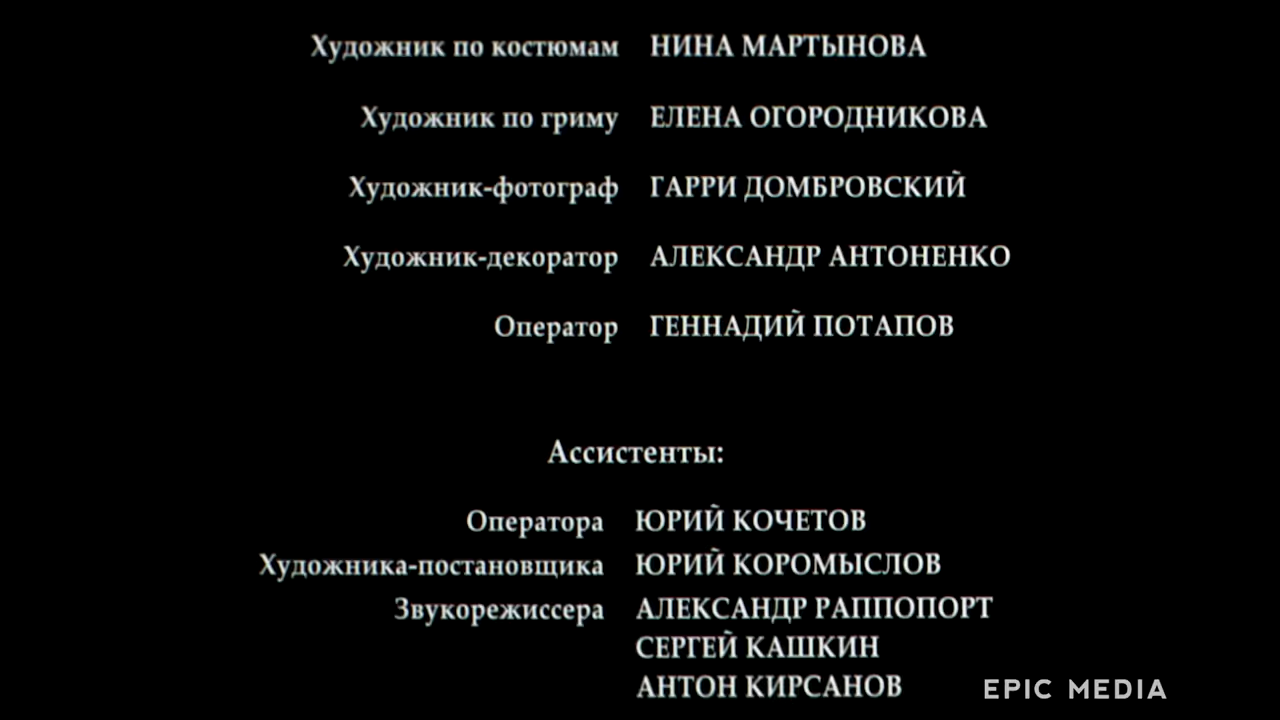 Художник по костюмам НИНА МАРТЫНОВА
Художник по гриму ЕЛЕНА ОГОРОДНИКОВА
Художник-фотограф ГАРРИ ДОМБРОВСКИЙ
Художник-декоратор АЛЕКСАНДР АНТОНЕНКО
Оператор ГЕННАДИЙ ПОТАПОВ
Ассистенты:
Оператора ЮРИЙ КОЧЕТОВ
Художника-постановщика ЮРИЙ КОРОМЫСЛОВ
Звукорежиссера АЛЕКСАНДР РАППОПОРТ
СЕРГЕЙ КАШКИН
АНТОН КИРСАНОВ
EPIC MEDIA